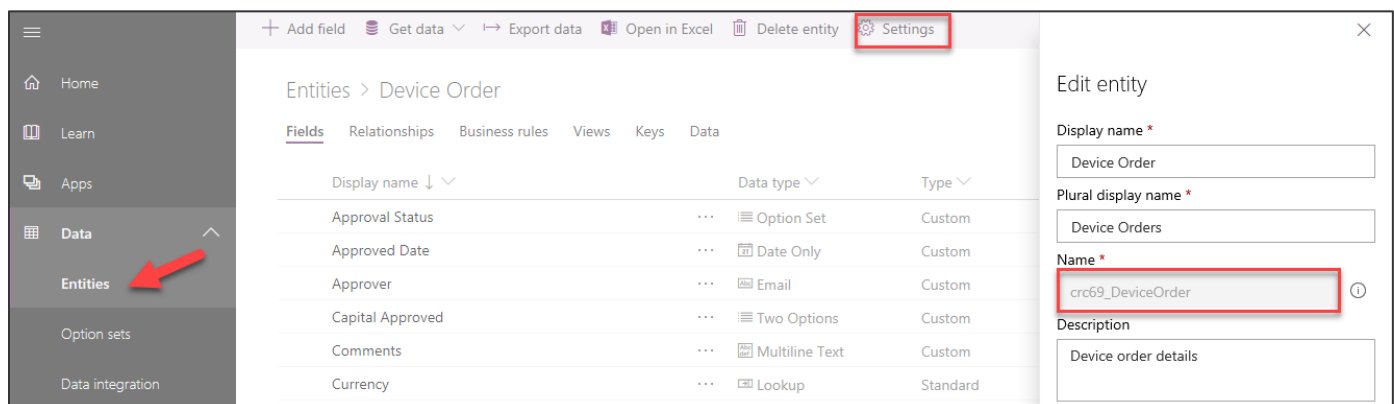 Add field Get data Export data Open in Excel Delete entity Settings
Home
Learn
Apps
Data
Entities
Option sets
Data integration
Entities > Device Order
Fields Relationships Business rules Views Keys Data
Display name ↓ Data type Type
Approval Status ··· Option Set Custom
Approved Date ··· Date Only Custom
Approver ··· Email Custom
Capital Approved ··· Two Options Custom
Comments ··· Multiline Text Custom
Currency ··· Lookup Standard
Edit entity
Display name *
Device Order
Plural display name *
Device Orders
Name *
crc69_DeviceOrder
Description
Device order details